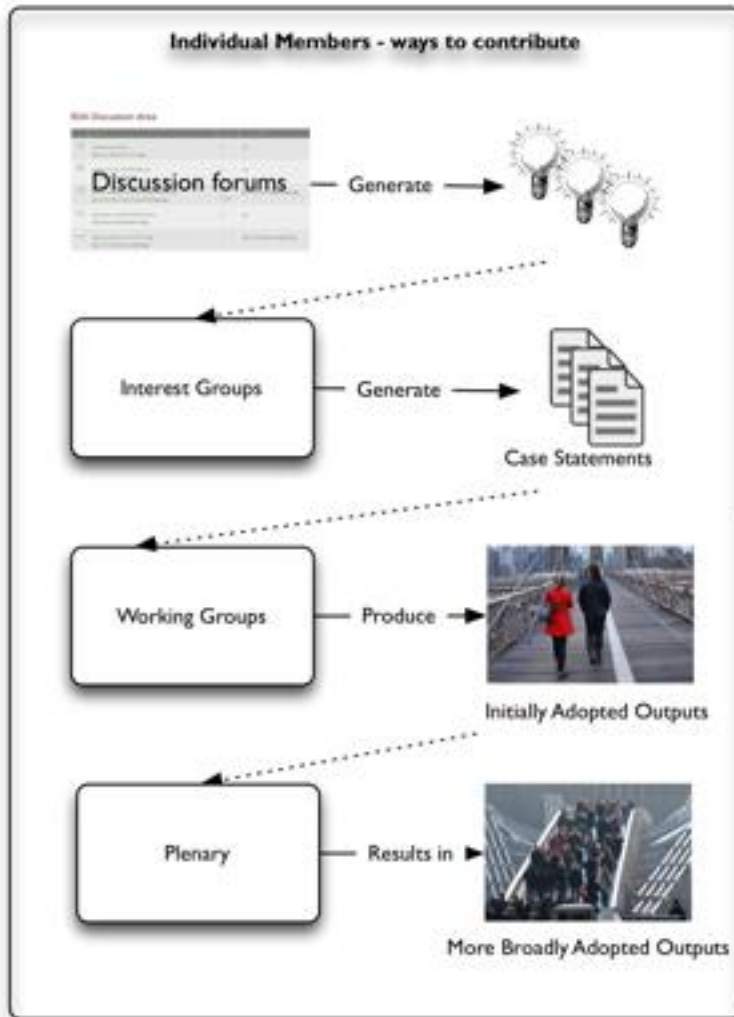 Individual Members - ways to contribute
Discussion forums
Generate
Interest Groups
Generate
Case Statements
Working Groups
Produce
Initially Adopted Outputs
Plenary
Results in
More Broadly Adopted Outputs